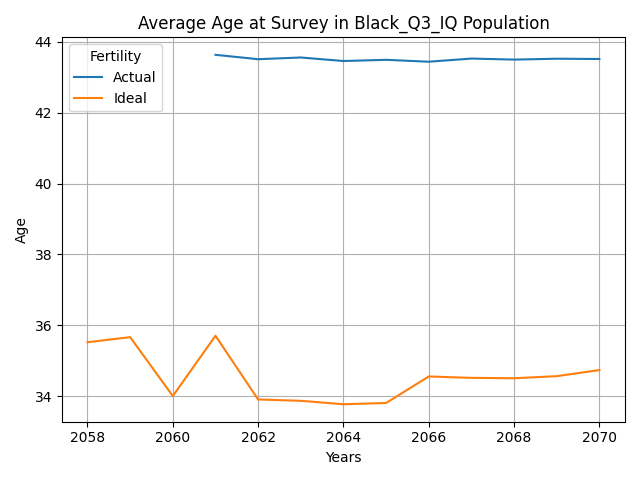 Average Age at Survey in Black_Q3_IQ Population
Fertility
Actual
Ideal
Age
44
42
40
38
36
34
2058 2060 2062 2064 2066 2068 2070
Years